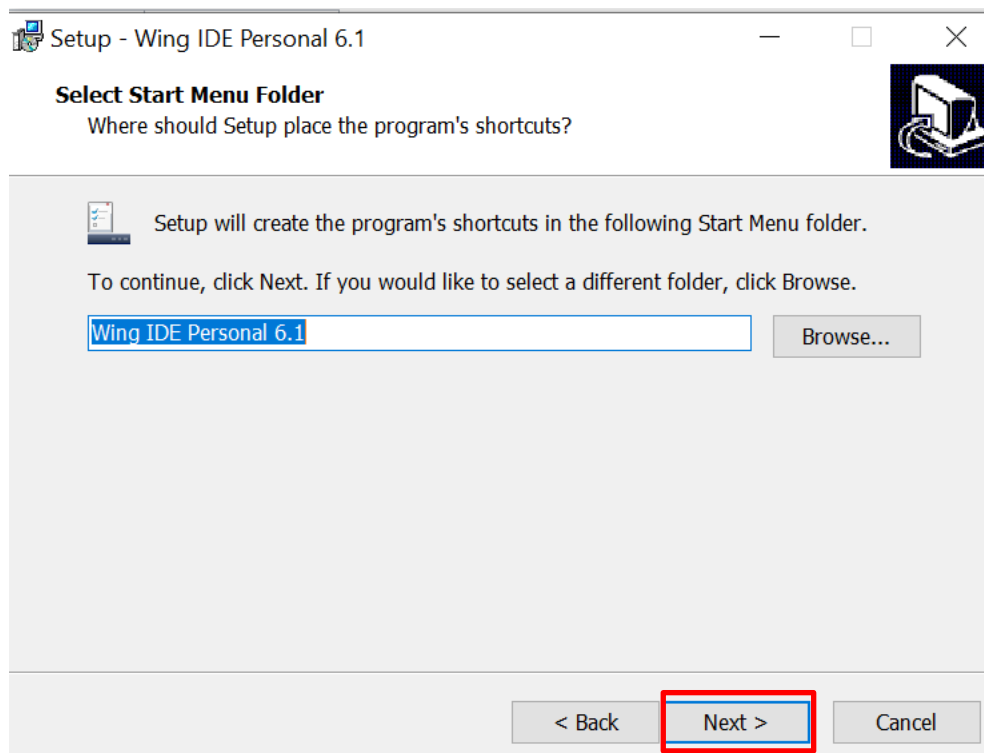 Setup - Wing IDE Personal 6.1
Select Start Menu Folder
Where should Setup place the program's shortcuts?
Setup will create the program's shortcuts in the following Start Menu folder.
To continue, click Next. If you would like to select a different folder, click Browse.
Wing IDE Personal 6.1
Browse...
< Back
Next >
Cancel